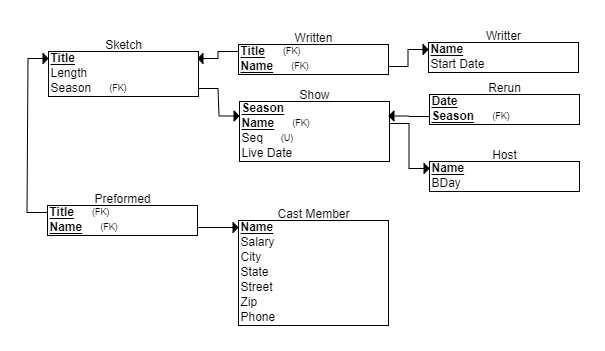 Sketch
Title
Length
Season (FK)
Written
Title (FK)
Name (FK)
Writter
Name
Start Date
Show
Season
Name (FK)
Seq (U)
Live Date
Rerun
Date
Season (FK)
Host
Name
BDay
Preformed
Title (FK)
Name (FK)
Cast Member
Name
Salary
City
State
Street
Zip
Phone